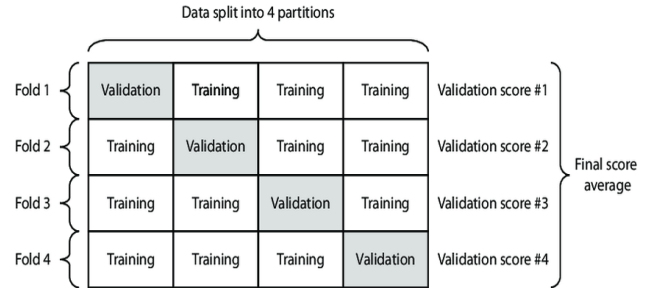 Data split into 4 partitions
Fold 1 Validation Training Training Training Validation score #1
Fold 2 Training Validation Training Training Validation score #2
Final score
average
Fold 3 Training Training Validation Training Validation score #3
Fold 4 Training Training Training Validation Validation score #4